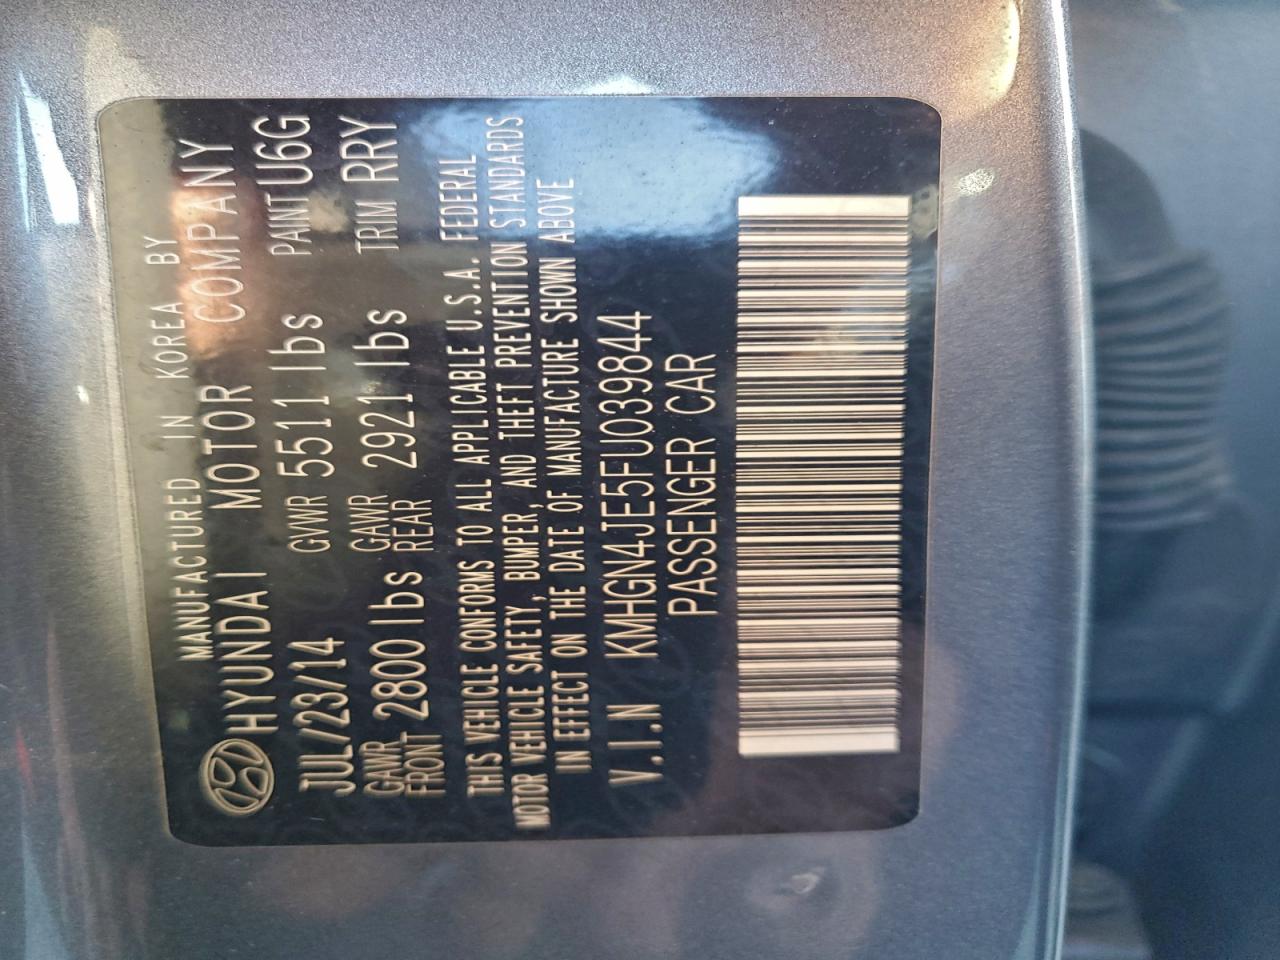 MANUFACTURED IN KOREA BY
HYUNDAI MOTOR COMPANY
JUL/23/14 GVWR 5511 lbs PAINT U6G
GAWR FRONT 2800 lbs GAWR REAR 2921 lbs TRIM RRY
THIS VEHICLE CONFORMS TO ALL APPLICABLE U.S.A. FEDERAL
MOTOR VEHICLE SAFETY, BUMPER, AND THEFT PREVENTION STANDARDS
IN EFFECT ON THE DATE OF MANUFACTURE SHOWN ABOVE
V.I.N KMHGN4JE5FU039844
PASSENGER CAR